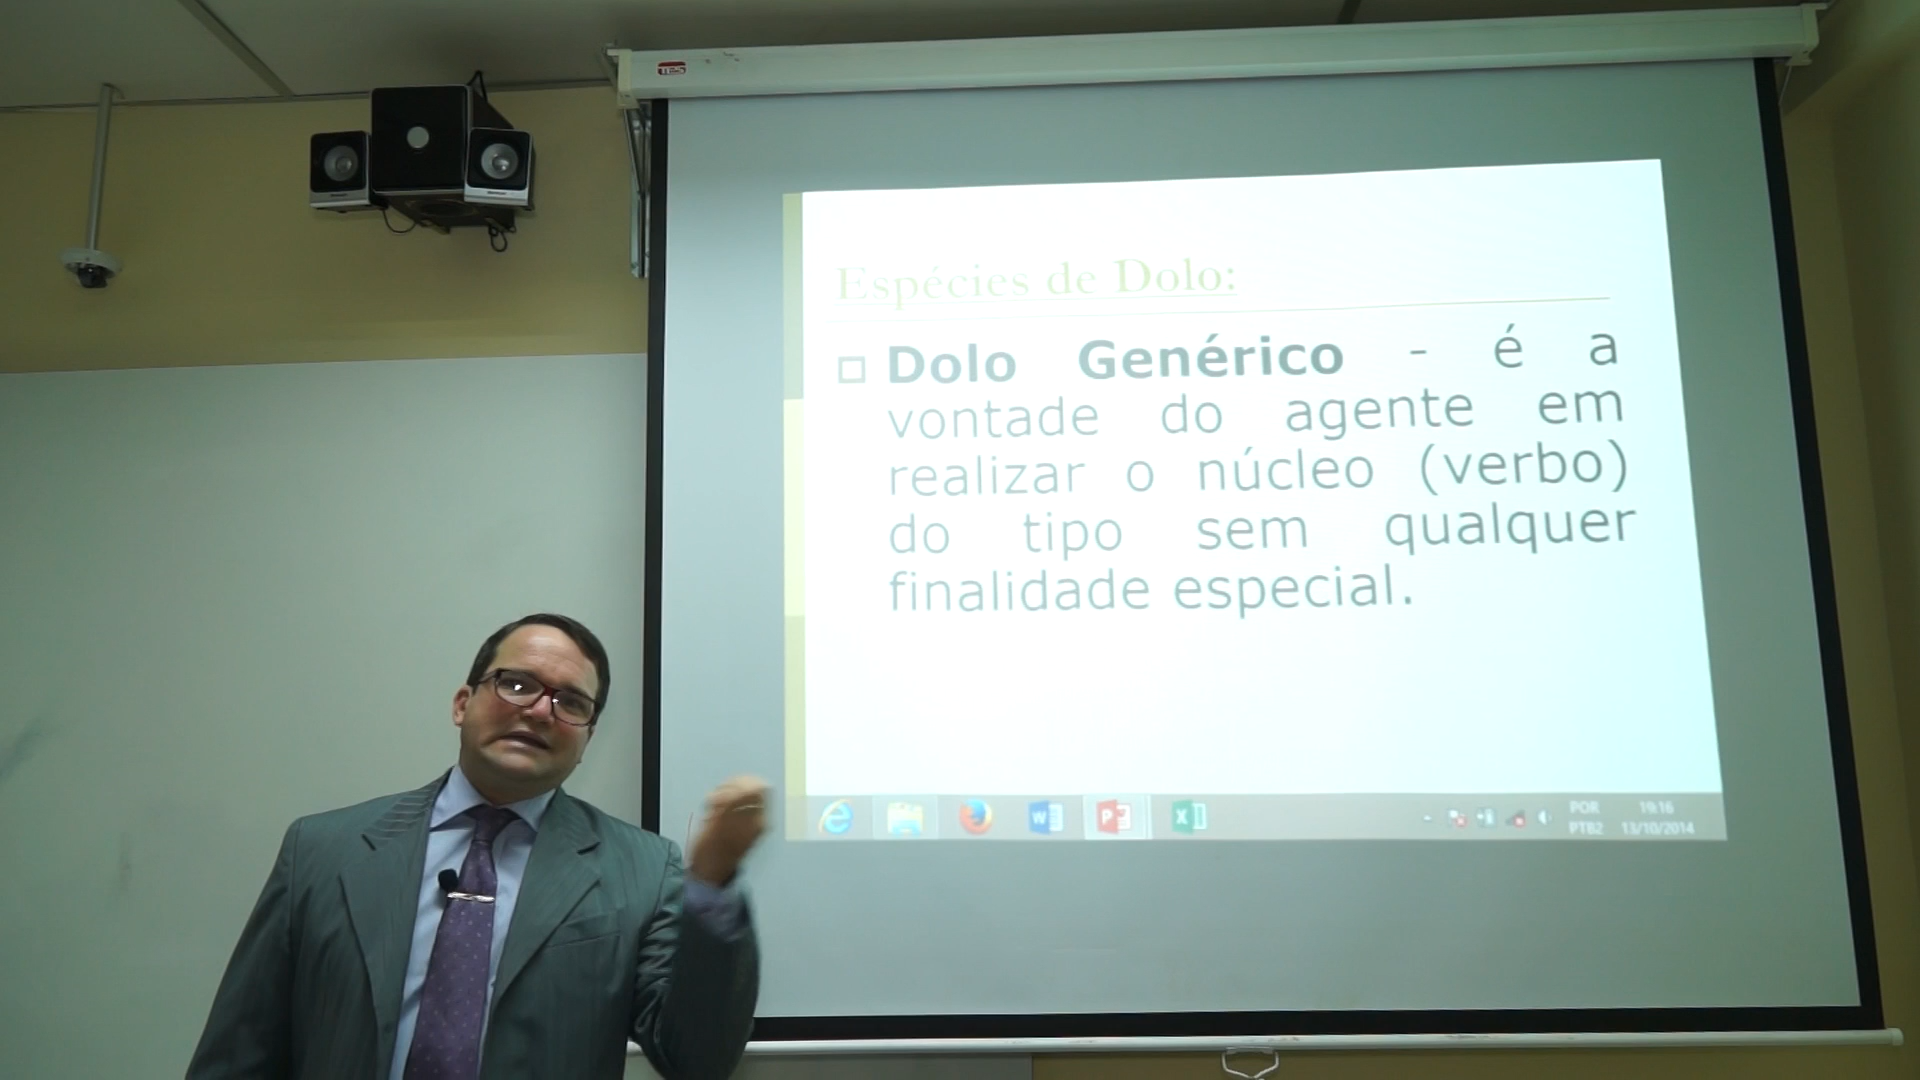 TES
Espécies de Dolo:
Dolo Genérico - é a
vontade do agente em
realizar o núcleo (verbo)
do tipo sem qualquer
finalidade especial.
POR
19:16
PTB2
13/10/2014